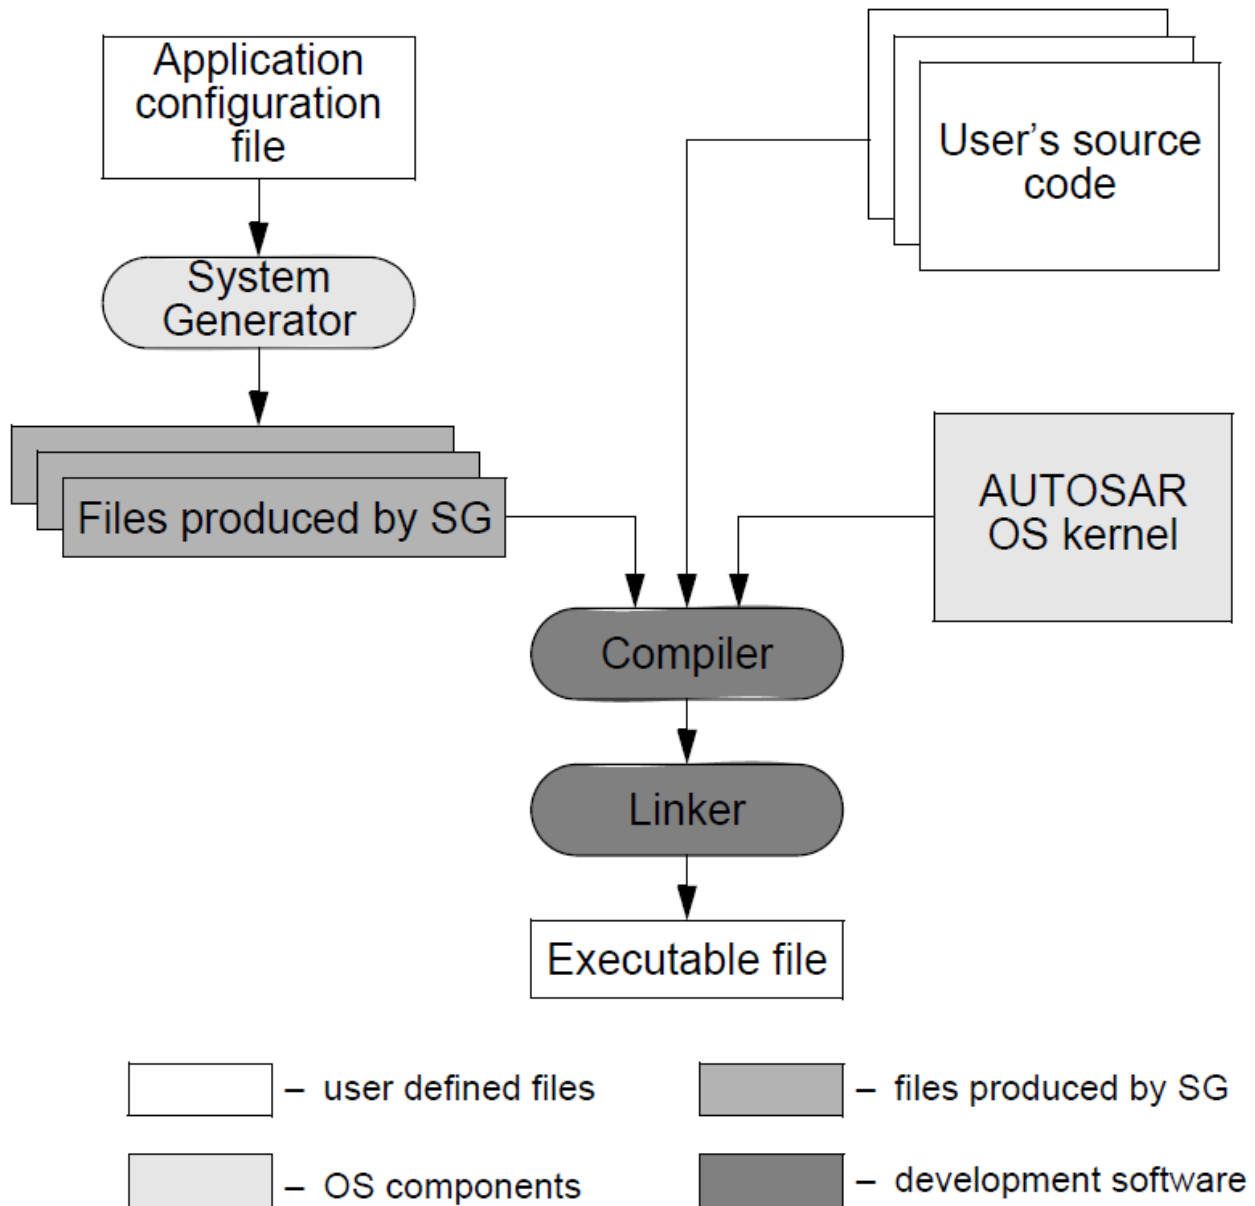 Application
configuration
file
User's source
code
System
Generator
Files produced by SG
AUTOSAR
OS kernel
Compiler
Linker
Executable file
– user defined files
– files produced by SG
– OS components
– development software